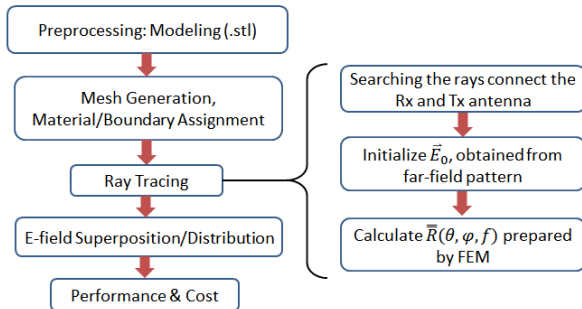 Preprocessing: Modeling (.stl)
Mesh Generation,
Material/Boundary Assignment
Ray Tracing
E-field Superposition/Distribution
Performance & Cost
Searching the rays connect the
Rx and Tx antenna
Initialize E⃗₀, obtained from
far-field pattern
Calculate R̿(θ, φ, f) prepared
by FEM